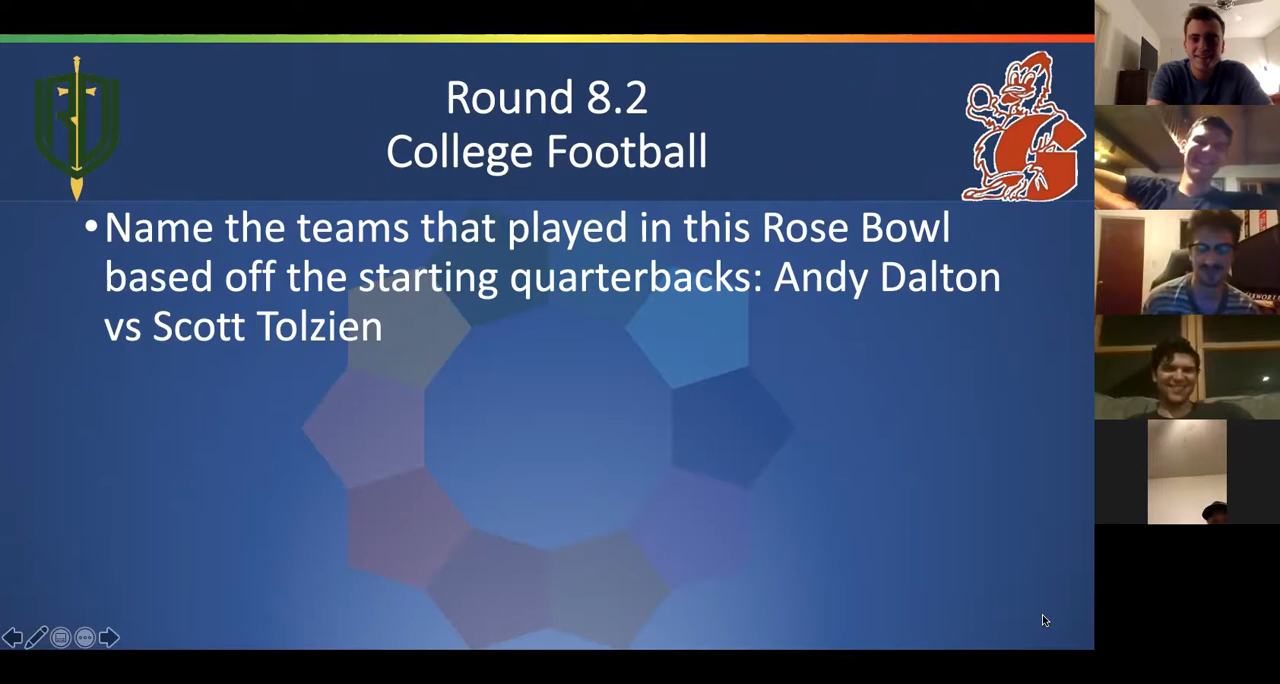 Round 8.2
College Football
•Name the teams that played in this Rose Bowl
based off the starting quarterbacks: Andy Dalton
vs Scott Tolzien
G